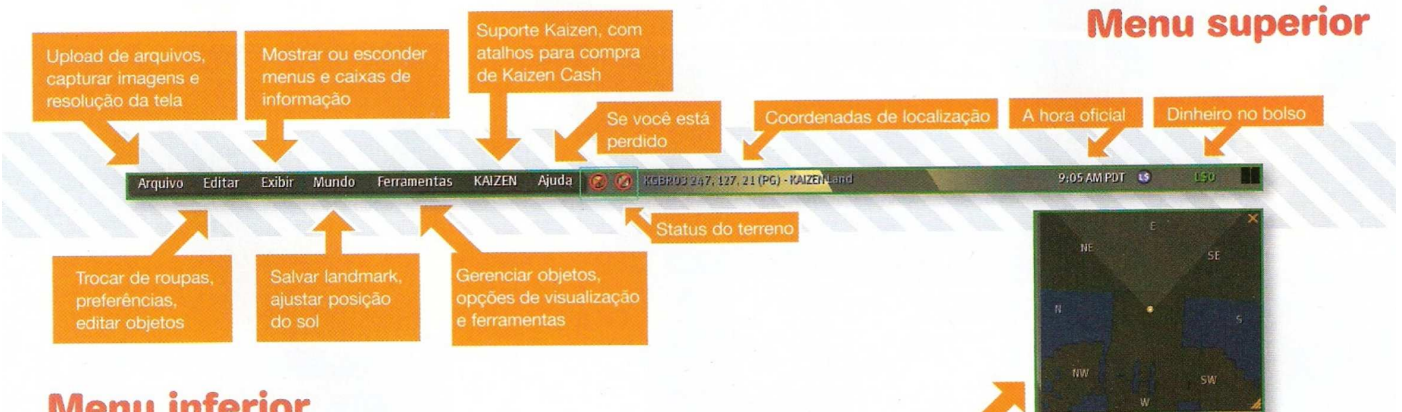 Menu superior
Upload de arquivos,
capturar imagens e
resolução da tela
Mostrar ou esconder
menus e caixas de
informação
Suporte Kaizen, com
atalhos para compra
de Kaizen Cash
Se você está
perdido
Coordenadas de localização
A hora oficial
Dinheiro no bolso
Arquivo Editar Exibir Mundo Ferramentas KAIZEN Ajuda KGBR03 247, 127, 21 (PG) - KAIZEN Land 9:05 AM PDT L$ L$0
Status do terreno
Trocar de roupas,
preferências,
editar objetos
Salvar landmark,
ajustar posição
do sol
Gerenciar objetos,
opções de visualização
e ferramentas
E
NE
SE
N
S
NW
SW
W
Menu inferior